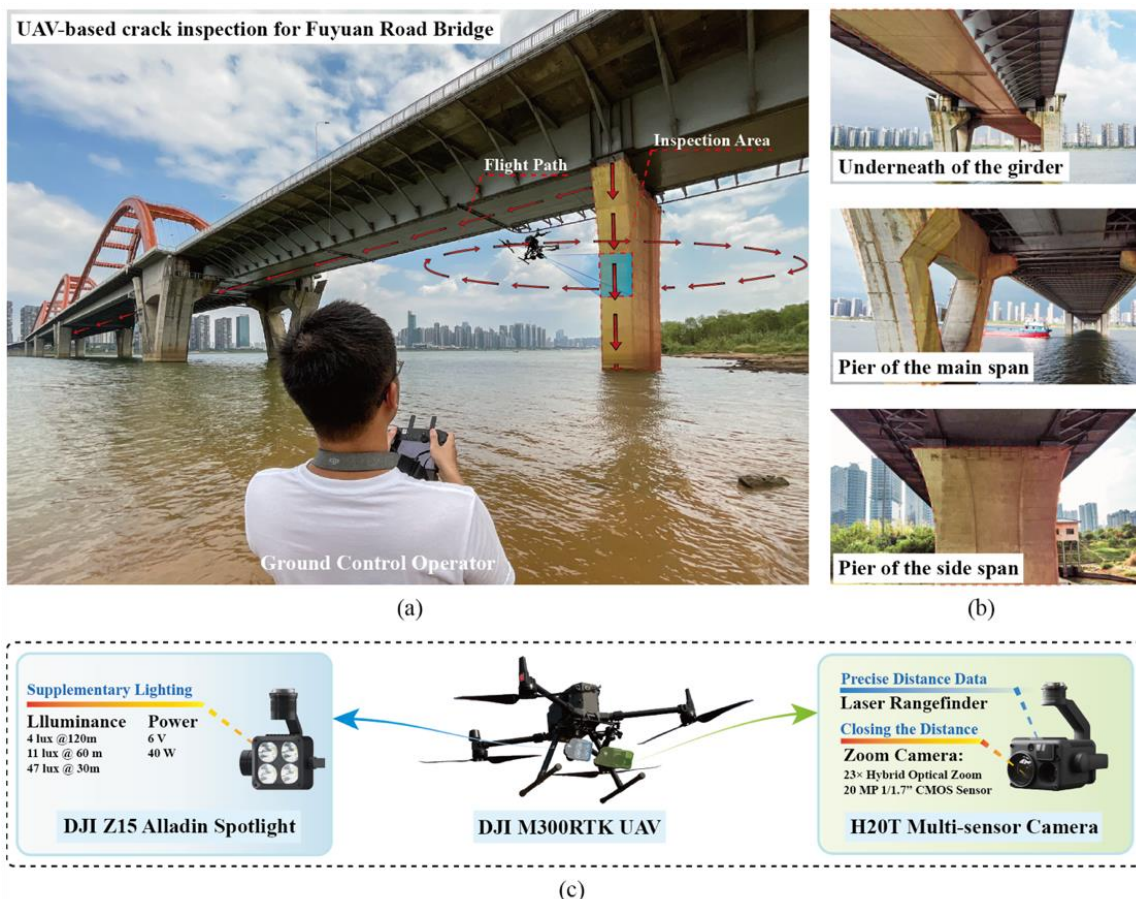 UAV-based crack inspection for Fuyuan Road Bridge
Inspection Area
Flight Path
Ground Control Operator
(a)
Underneath of the girder
Pier of the main span
Pier of the side span
(b)
Supplementary Lighting
Llluminance
Power
4 lux @120m
6 V
11 lux @ 60 m
40 W
47 lux @ 30m
DJI Z15 Alladin Spotlight
DJI M300RTK UAV
Precise Distance Data
Laser Rangefinder
Closing the Distance
Zoom Camera:
23× Hybrid Optical Zoom
20 MP 1/1.7” CMOS Sensor
H20T Multi-sensor Camera
(c)